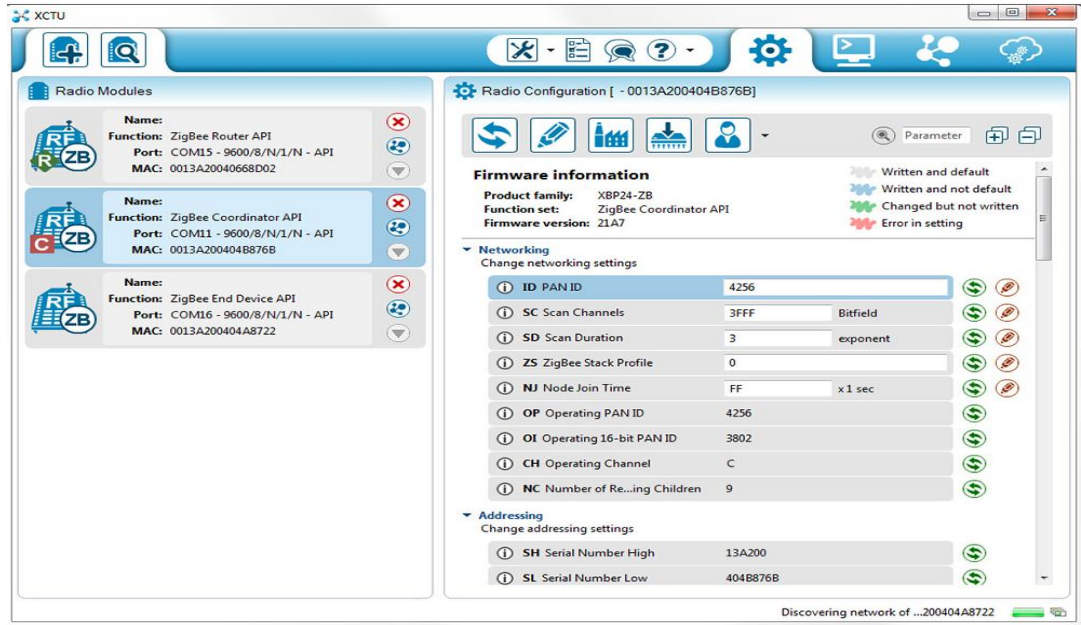 XCTU
Radio Modules
Name:
Function: ZigBee Router API
Port: COM15 - 9600/8/N/1/N - API
MAC: 0013A20040668D02
RF
R ZB
Name:
Function: ZigBee Coordinator API
Port: COM11 - 9600/8/N/1/N - API
MAC: 0013A200404B876B
RF
C ZB
Name:
Function: ZigBee End Device API
Port: COM16 - 9600/8/N/1/N - API
MAC: 0013A200404A8722
RF
E ZB
Radio Configuration [ - 0013A200404B876B]
Parameter
Firmware information
Product family: XBP24-ZB
Function set: ZigBee Coordinator API
Firmware version: 21A7
Written and default
Written and not default
Changed but not written
Error in setting
Networking
Change networking settings
ID PAN ID 4256
SC Scan Channels 3FFF Bitfield
SD Scan Duration 3 exponent
ZS ZigBee Stack Profile 0
NJ Node Join Time FF x 1 sec
OP Operating PAN ID 4256
OI Operating 16-bit PAN ID 3802
CH Operating Channel C
NC Number of Re...ing Children 9
Addressing
Change addressing settings
SH Serial Number High 13A200
SL Serial Number Low 404B876B
Discovering network of ...200404A8722